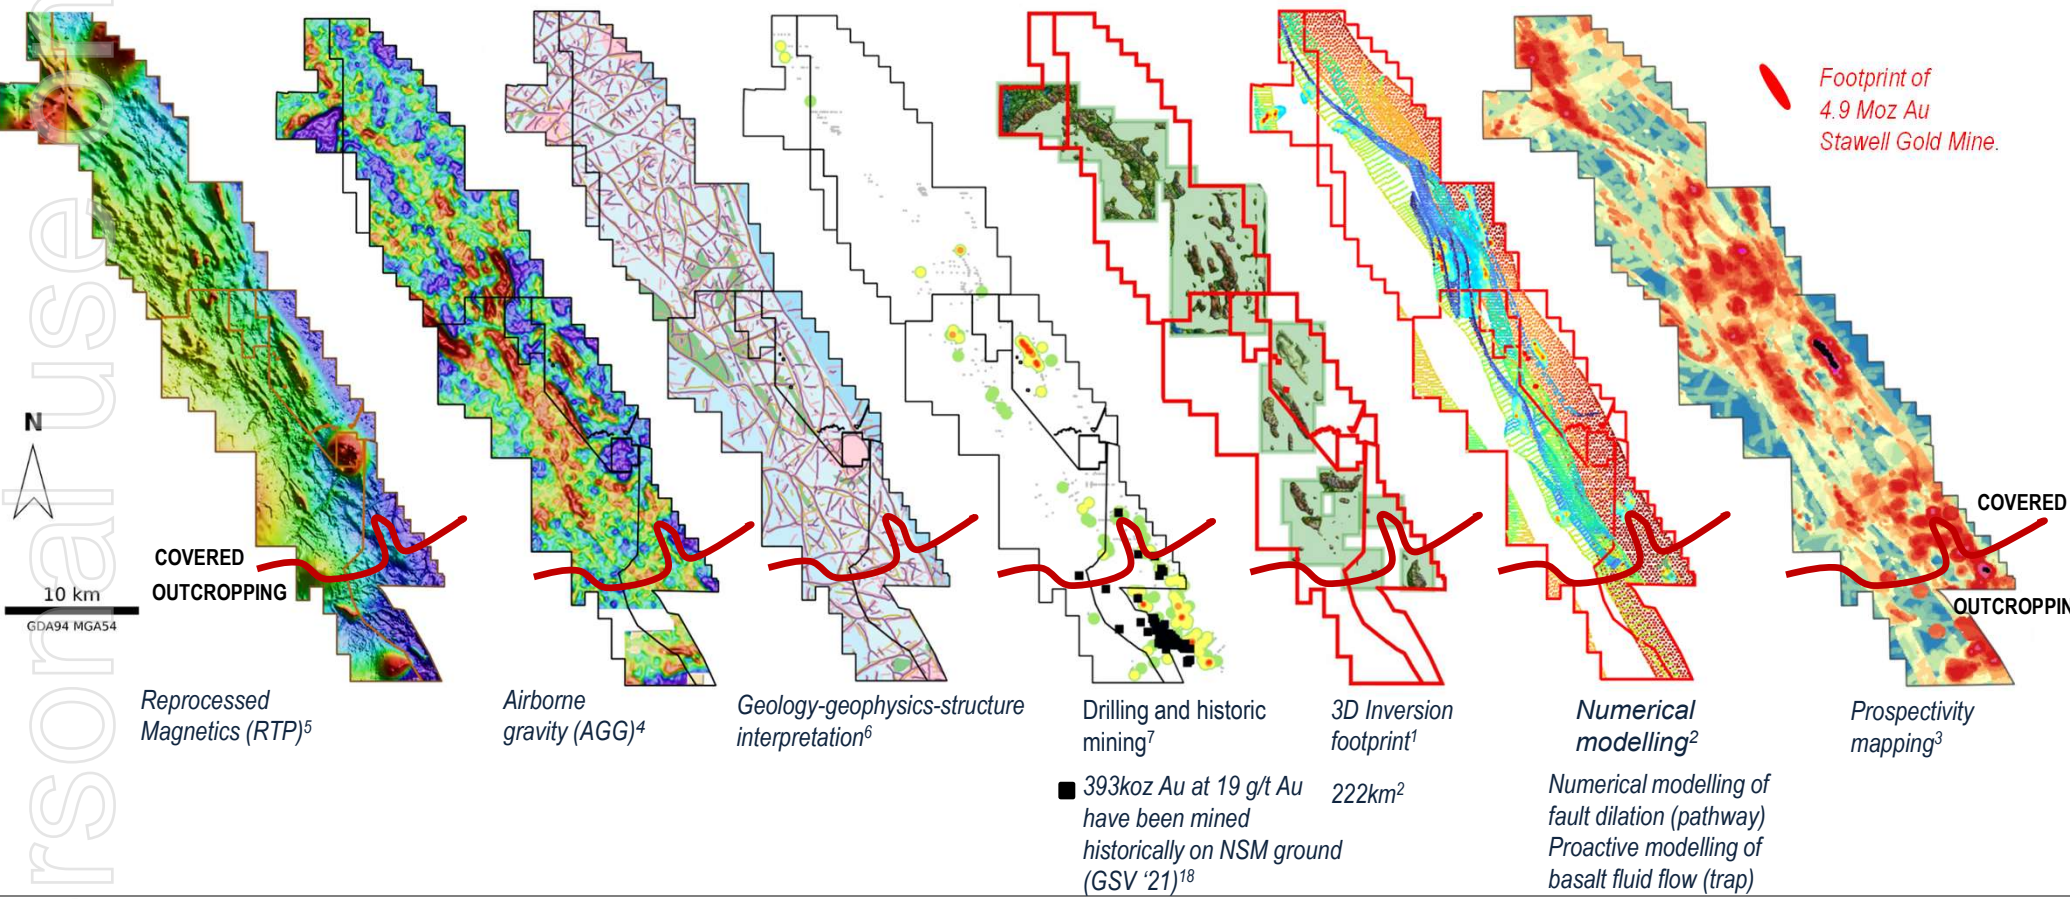 rsonal use on
Footprint of
4.9 Moz Au
Stawell Gold Mine.
N
COVERED
OUTCROPPING
10 km
GDA94 MGA54
COVERED
OUTCROPPIN
Reprocessed
Magnetics (RTP)5
Airborne
gravity (AGG)4
Geology-geophysics-structure
interpretation6
Drilling and historic
mining7
■ 393koz Au at 19 g/t Au
have been mined
historically on NSM ground
(GSV ‘21)18
3D Inversion
footprint1
222km2
Numerical
modelling2
Numerical modelling of
fault dilation (pathway)
Proactive modelling of
basalt fluid flow (trap)
Prospectivity
mapping3